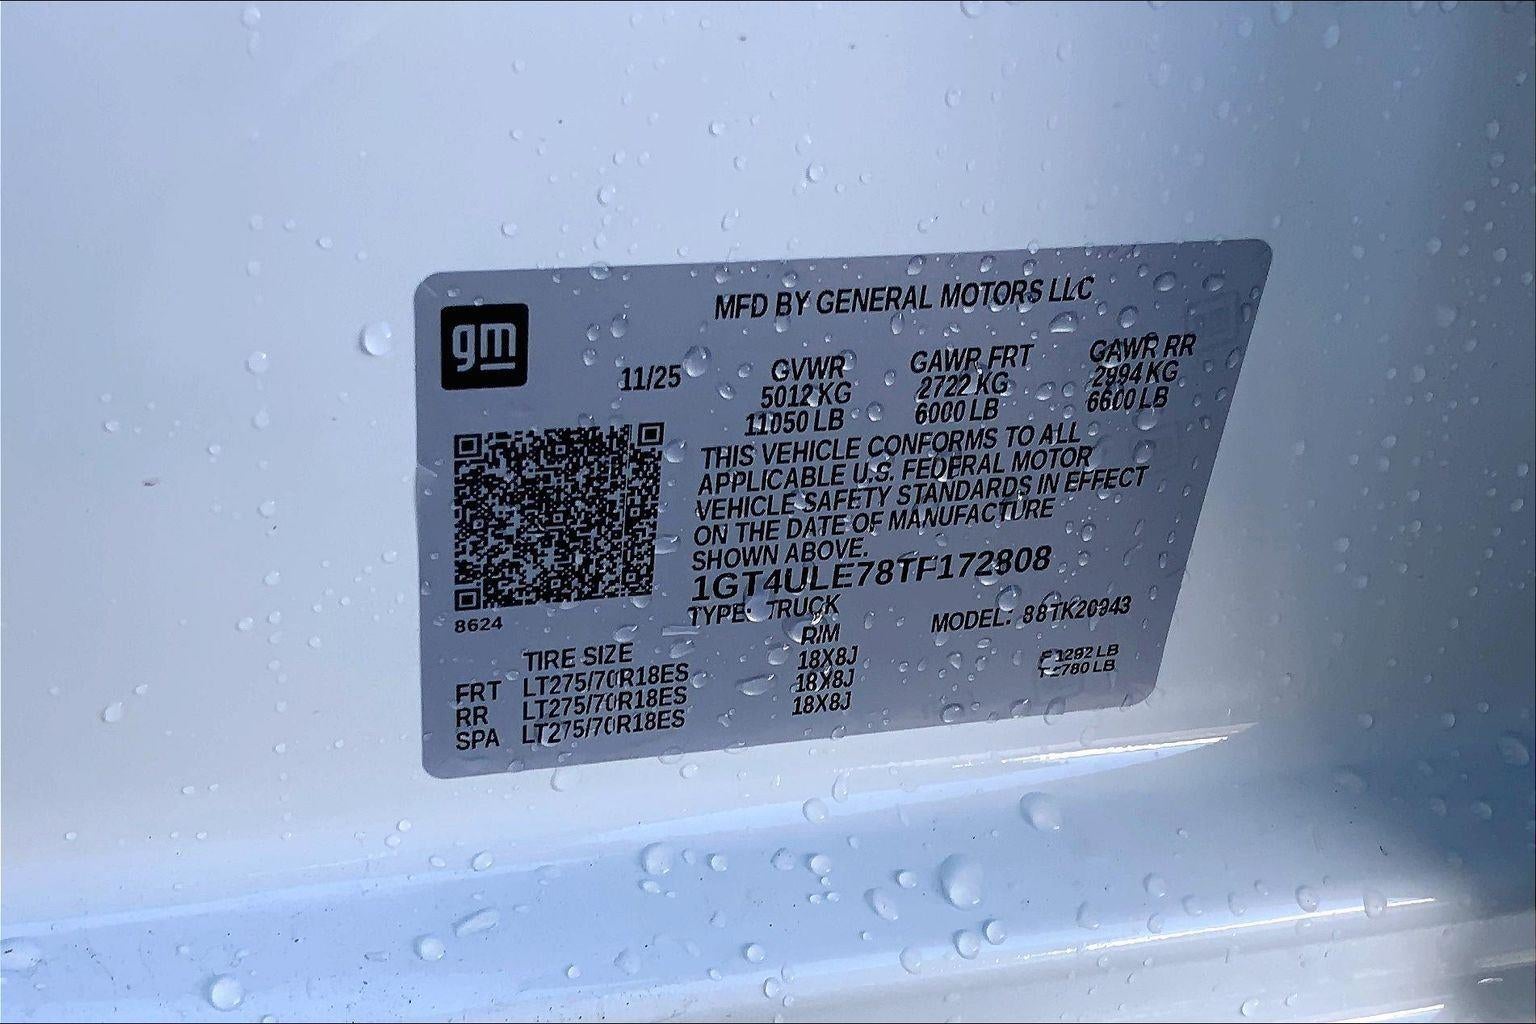 gm
MFD BY GENERAL MOTORS LLC
11/25 GVWR GAWR FRT GAWR RR
5012 KG 2722 KG 2994 KG
11050 LB 6000 LB 6600 LB
THIS VEHICLE CONFORMS TO ALL
APPLICABLE U.S. FEDERAL MOTOR
VEHICLE SAFETY STANDARDS IN EFFECT
ON THE DATE OF MANUFACTURE
SHOWN ABOVE.
1GT4ULE78TF172808
TYPE: TRUCK MODEL: 88TK20943
8624
TIRE SIZE RIM
FRT LT275/70R18ES 18X8J
RR LT275/70R18ES 18X8J
SPA LT275/70R18ES 18X8J
LB
LB